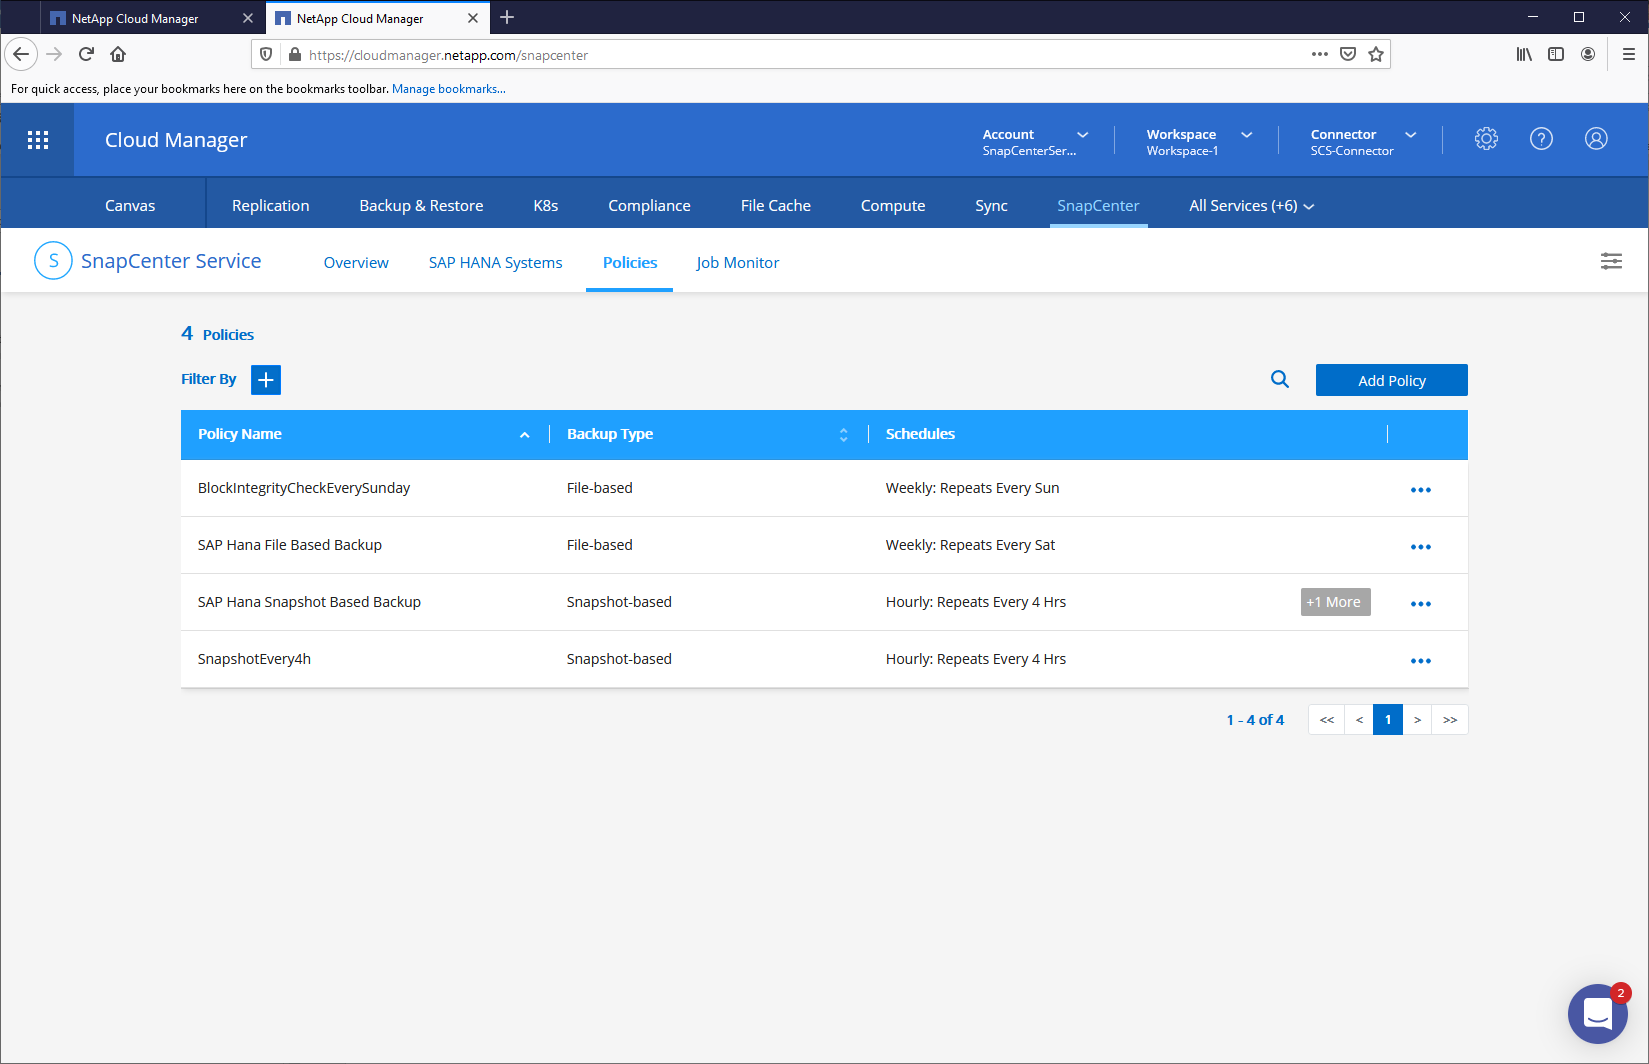 NetApp Cloud Manager
NetApp Cloud Manager
https://cloudmanager.netapp.com/snapcenter
For quick access, place your bookmarks here on the bookmarks toolbar. Manage bookmarks...
Cloud Manager
Account
SnapCenterSer...
Workspace
Workspace-1
Connector
SCS-Connector
Canvas Replication Backup & Restore K8s Compliance File Cache Compute Sync SnapCenter All Services (+6)
S SnapCenter Service Overview SAP HANA Systems Policies Job Monitor
4 Policies
Filter By
Add Policy
Policy Name Backup Type Schedules
BlockIntegrityCheckEverySunday File-based Weekly: Repeats Every Sun
SAP Hana File Based Backup File-based Weekly: Repeats Every Sat
SAP Hana Snapshot Based Backup Snapshot-based Hourly: Repeats Every 4 Hrs +1 More
SnapshotEvery4h Snapshot-based Hourly: Repeats Every 4 Hrs
1 - 4 of 4 << < 1 > >>
2